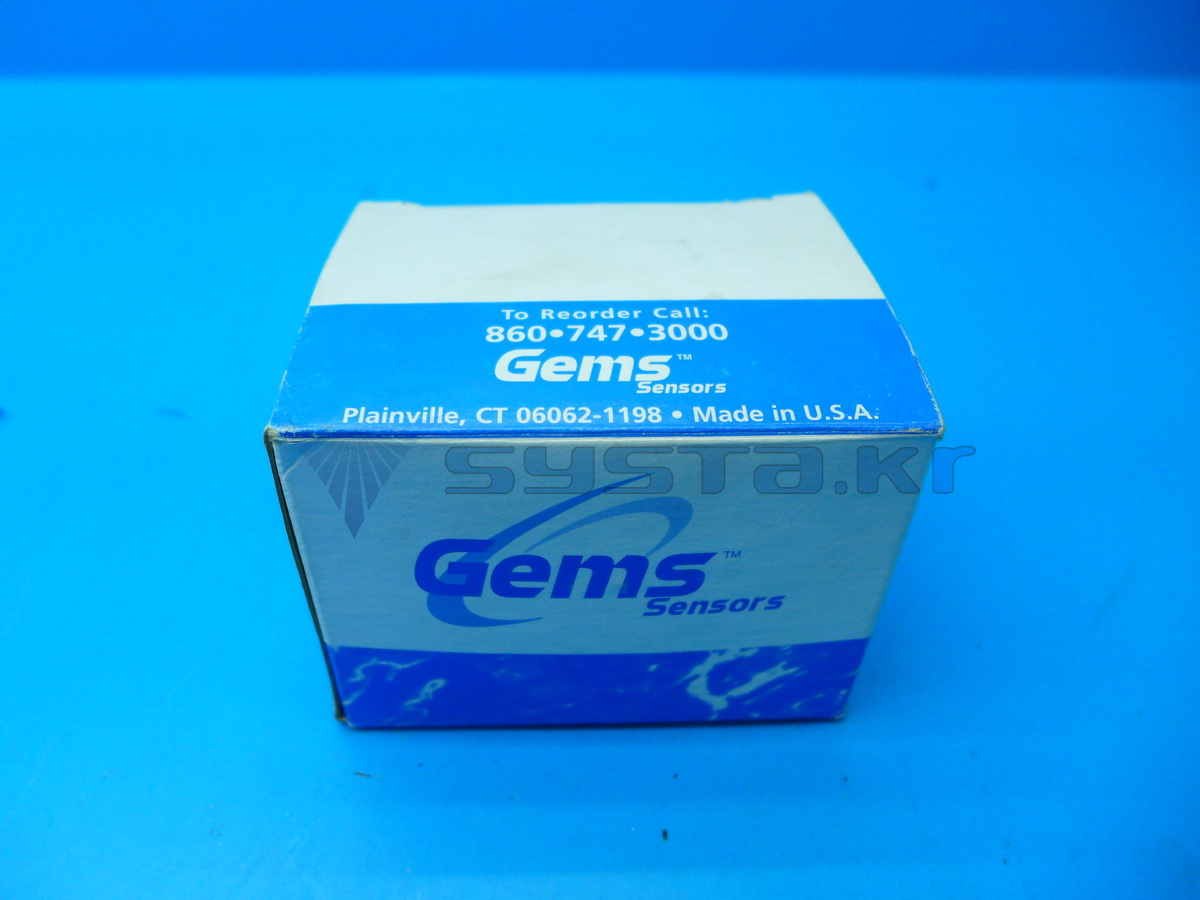 To Reorder Call:
860•747•3000
Gems™
Sensors
Plainville, CT 06062-1198 • Made in U.S.A.
systa.kr
Gems™
Sensors